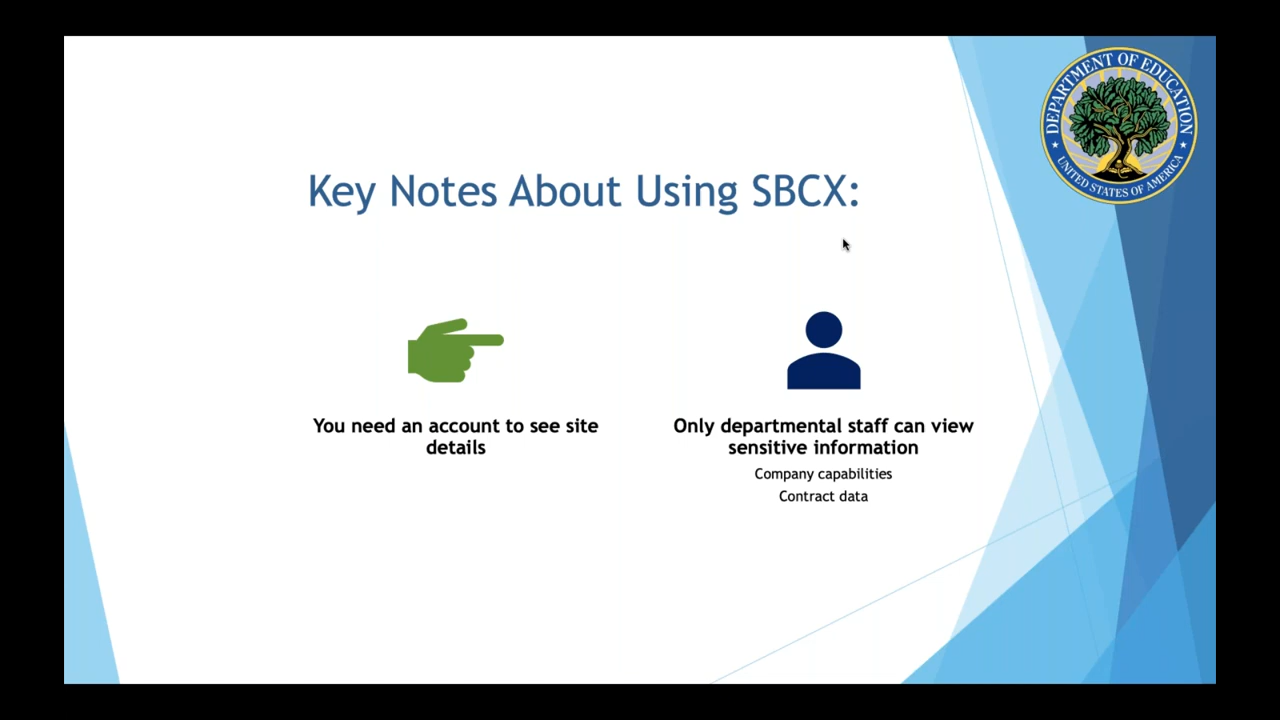 DEPARTMENT OF EDUCATION
UNITED STATES OF AMERICA
Key Notes About Using SBCX:
You need an account to see site
details
Only departmental staff can view
sensitive information
Company capabilities
Contract data